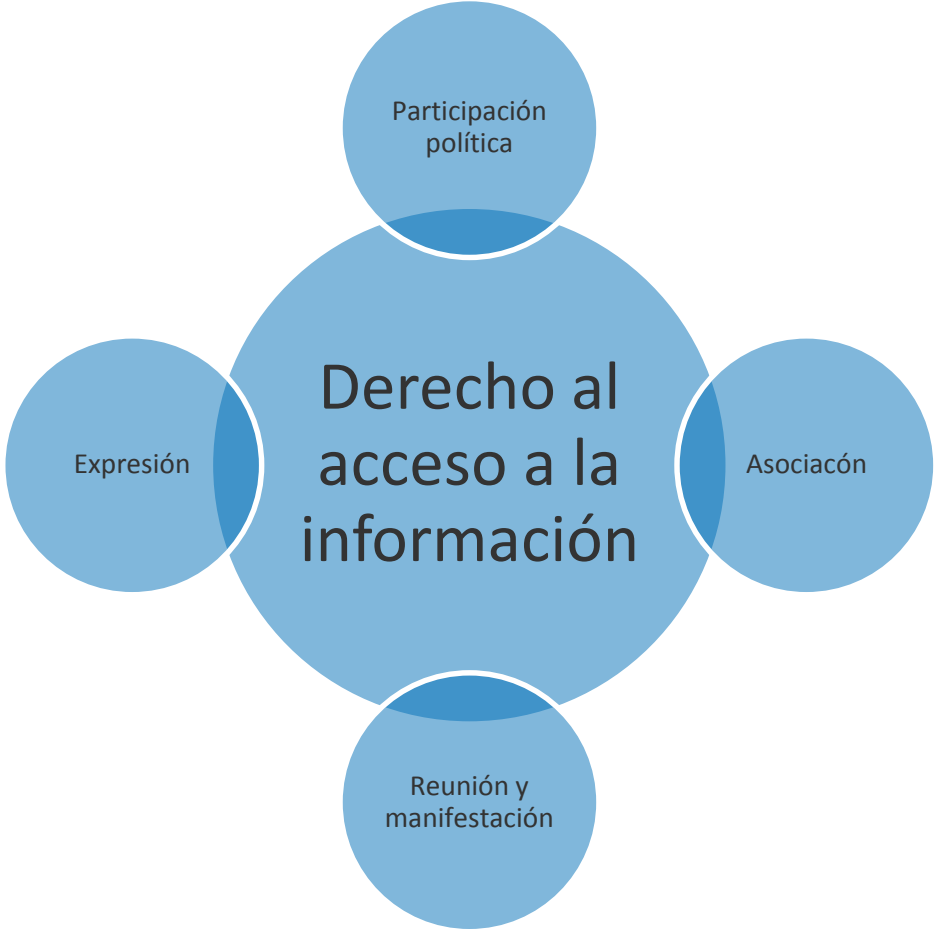 Participación
política
Expresión
Derecho al
acceso a la
información
Asociacón
Reunión y
manifestación